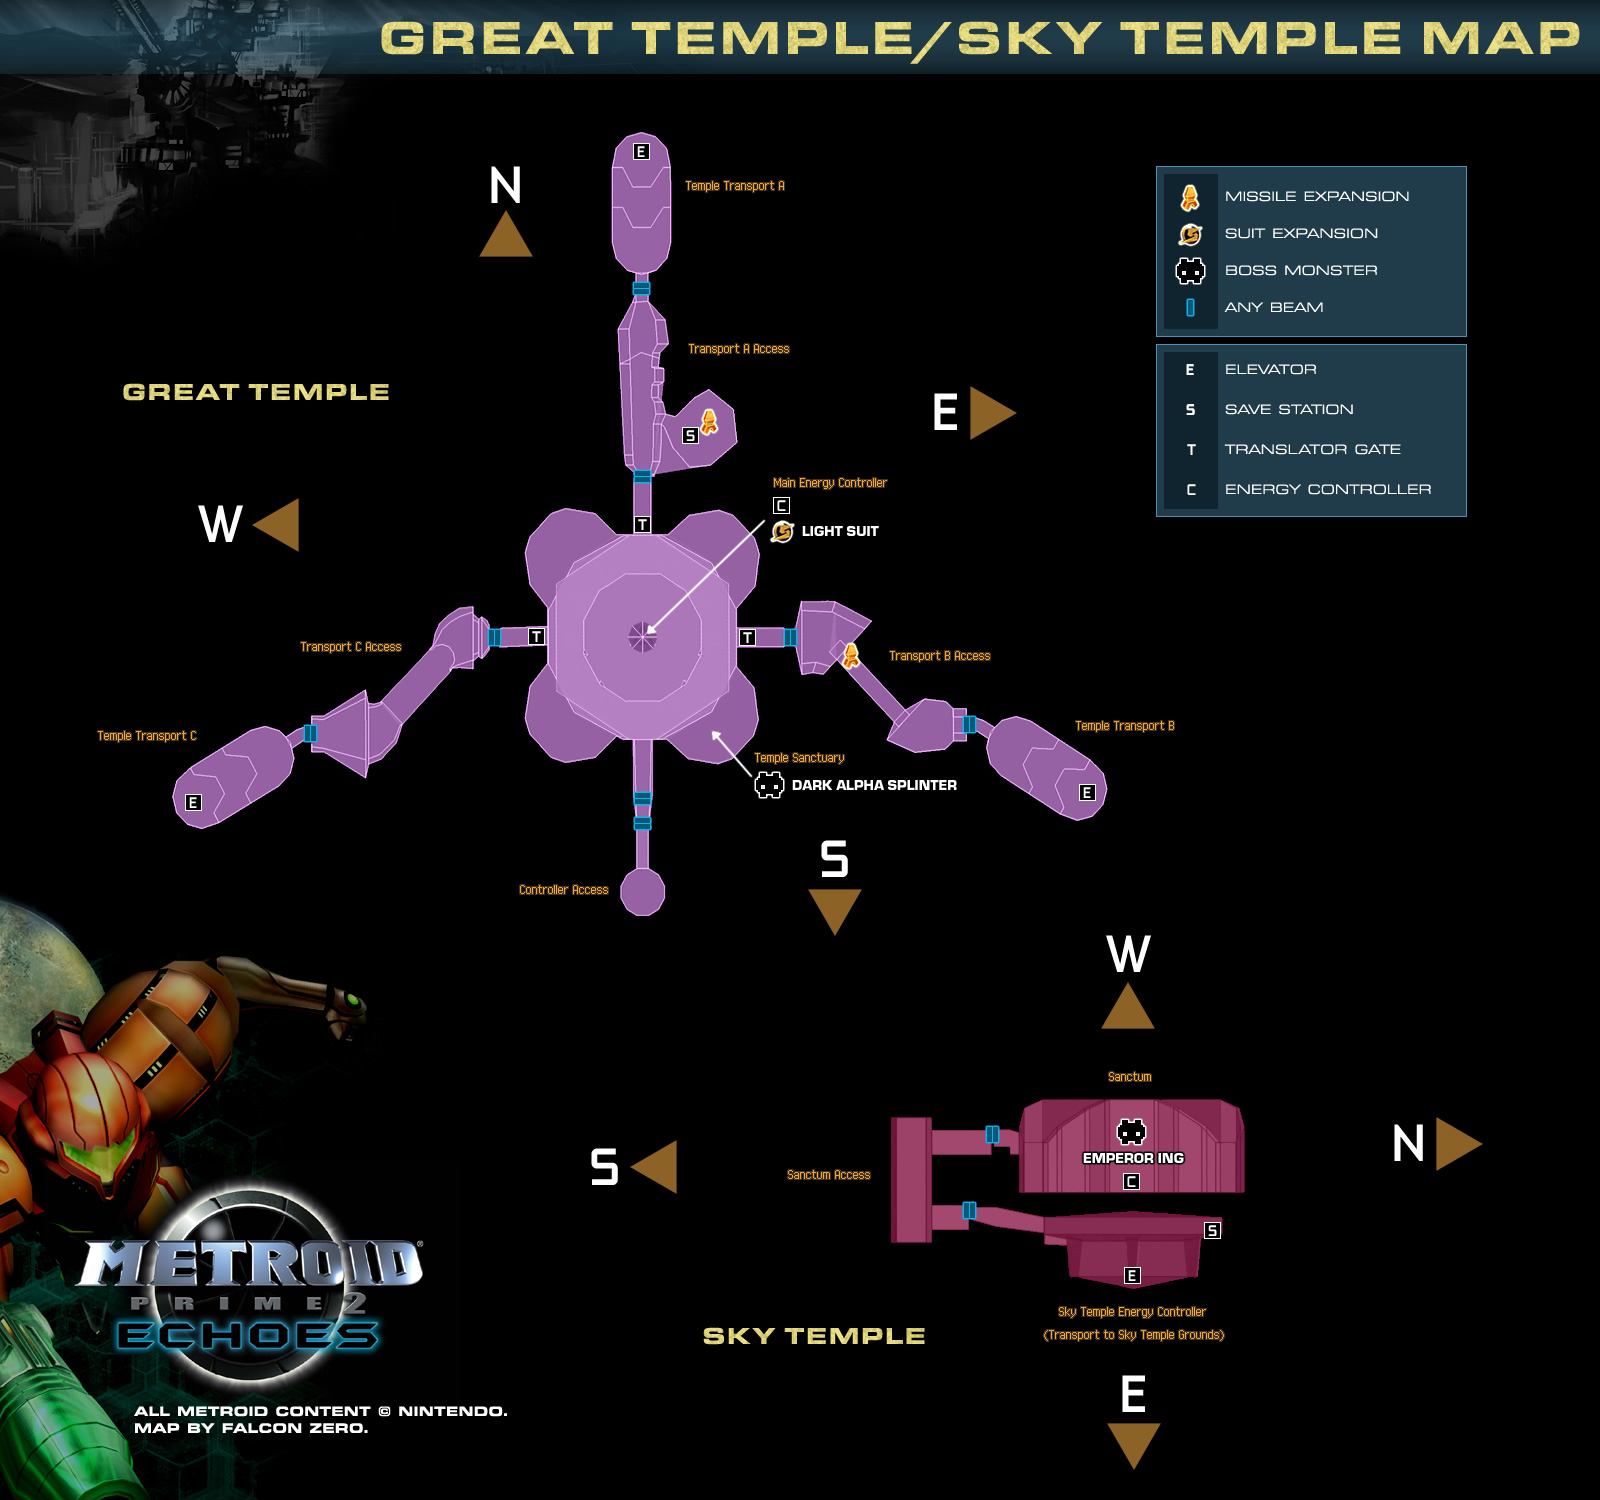 GREAT TEMPLE/SKY TEMPLE MAP
E
N
Temple Transport A
MISSILE EXPANSION
SUIT EXPANSION
BOSS MONSTER
ANY BEAM
Transport A Access
E ELEVATOR
S SAVE STATION
T TRANSLATOR GATE
C ENERGY CONTROLLER
GREAT TEMPLE
E
S
Main Energy Controller
C
LIGHT SUIT
W
T
Transport C Access
T
T
Transport B Access
Temple Transport C
Temple Transport B
Temple Sanctuary
DARK ALPHA SPLINTER
E
E
S
Controller Access
W
Sanctum
EMPEROR ING
C
S
N
Sanctum Access
S
E
Sky Temple Energy Controller
(Transport to Sky Temple Grounds)
SKY TEMPLE
E
METROID®
PRIME 2
ECHOES
ALL METROID CONTENT © NINTENDO.
MAP BY FALCON ZERO.